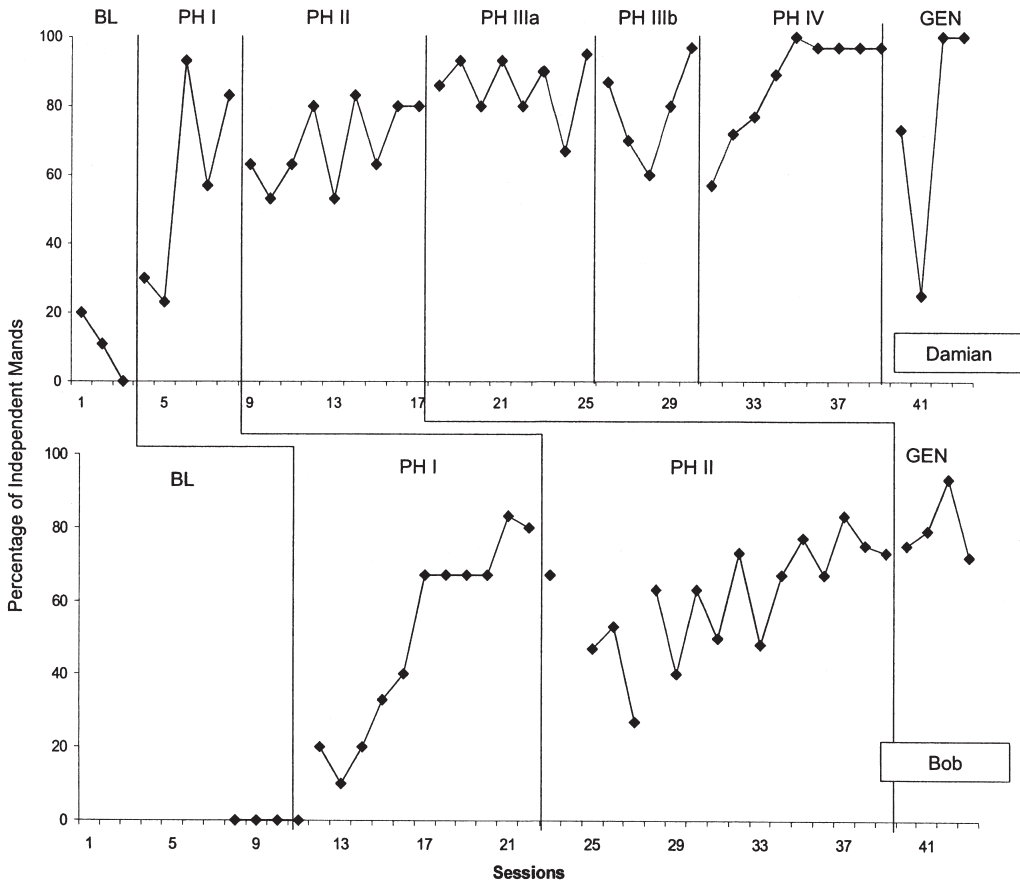 BL PH I PH II PH IIIa PH IIIb PH IV GEN
100
80
60
40
20
0
Damian
1 5 9 13 17 21 25 29 33 37 41
Percentage of Independent Mands
100
80
60
40
20
0
BL PH I PH II GEN
Bob
1 5 9 13 17 21 25 29 33 37 41
Sessions